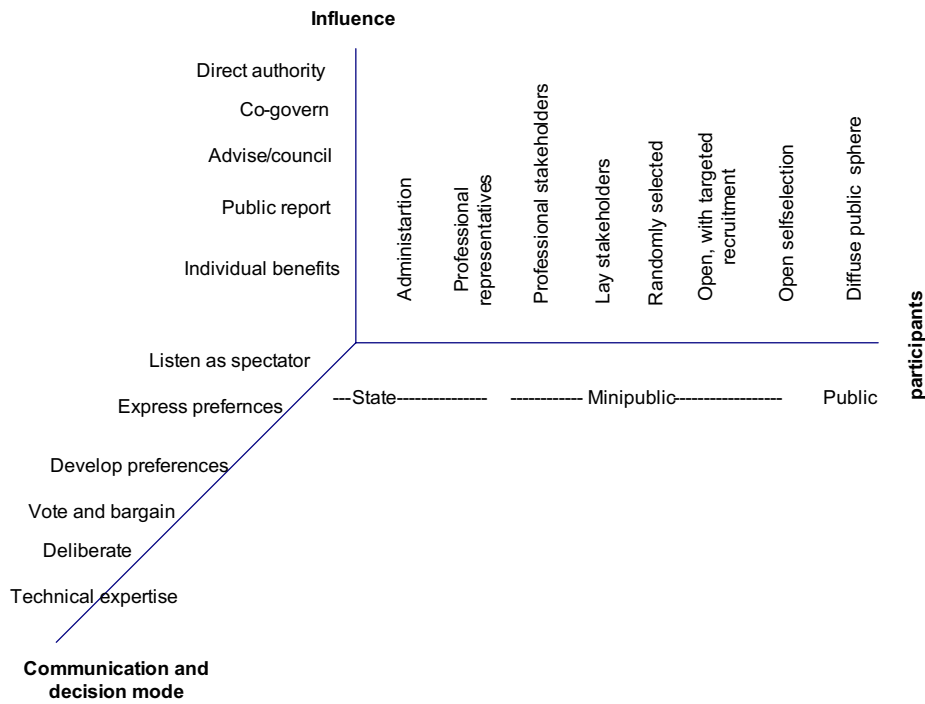 Influence
Direct authority
Co-govern
Advise/council
Public report
Individual benefits
Administartion
Professional
representatives
Professional stakeholders
Lay stakeholders
Randomly selected
Open, with targeted
recruitment
Open selfselection
Diffuse public sphere
participants
---State---------------
------------ Minipublic------------------
Public
Listen as spectator
Express prefernces
Develop preferences
Vote and bargain
Deliberate
Technical expertise
Communication and
decision mode